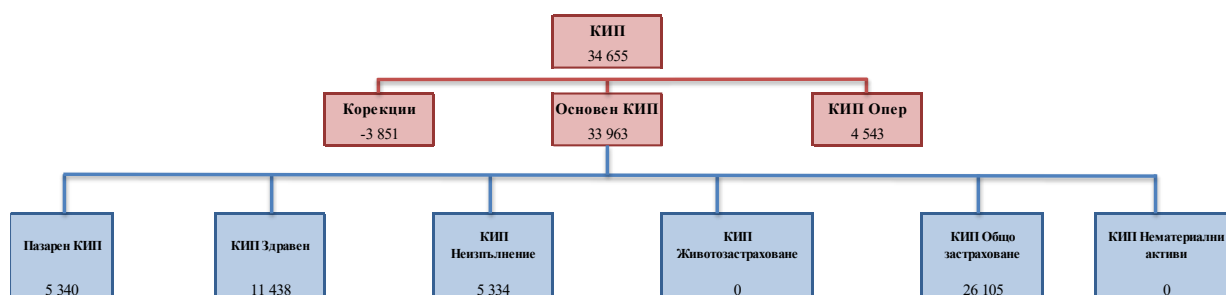 КИП
34 655
Корекции
-3 851
Основен КИП
33 963
КИП Опер
4 543
Пазарен КИП
5 340
КИП Здравен
11 438
КИП
Неизпълнение
5 334
КИП
Животозастраховане
0
КИП Общо
застраховане
26 105
КИП Нематериални
активи
0